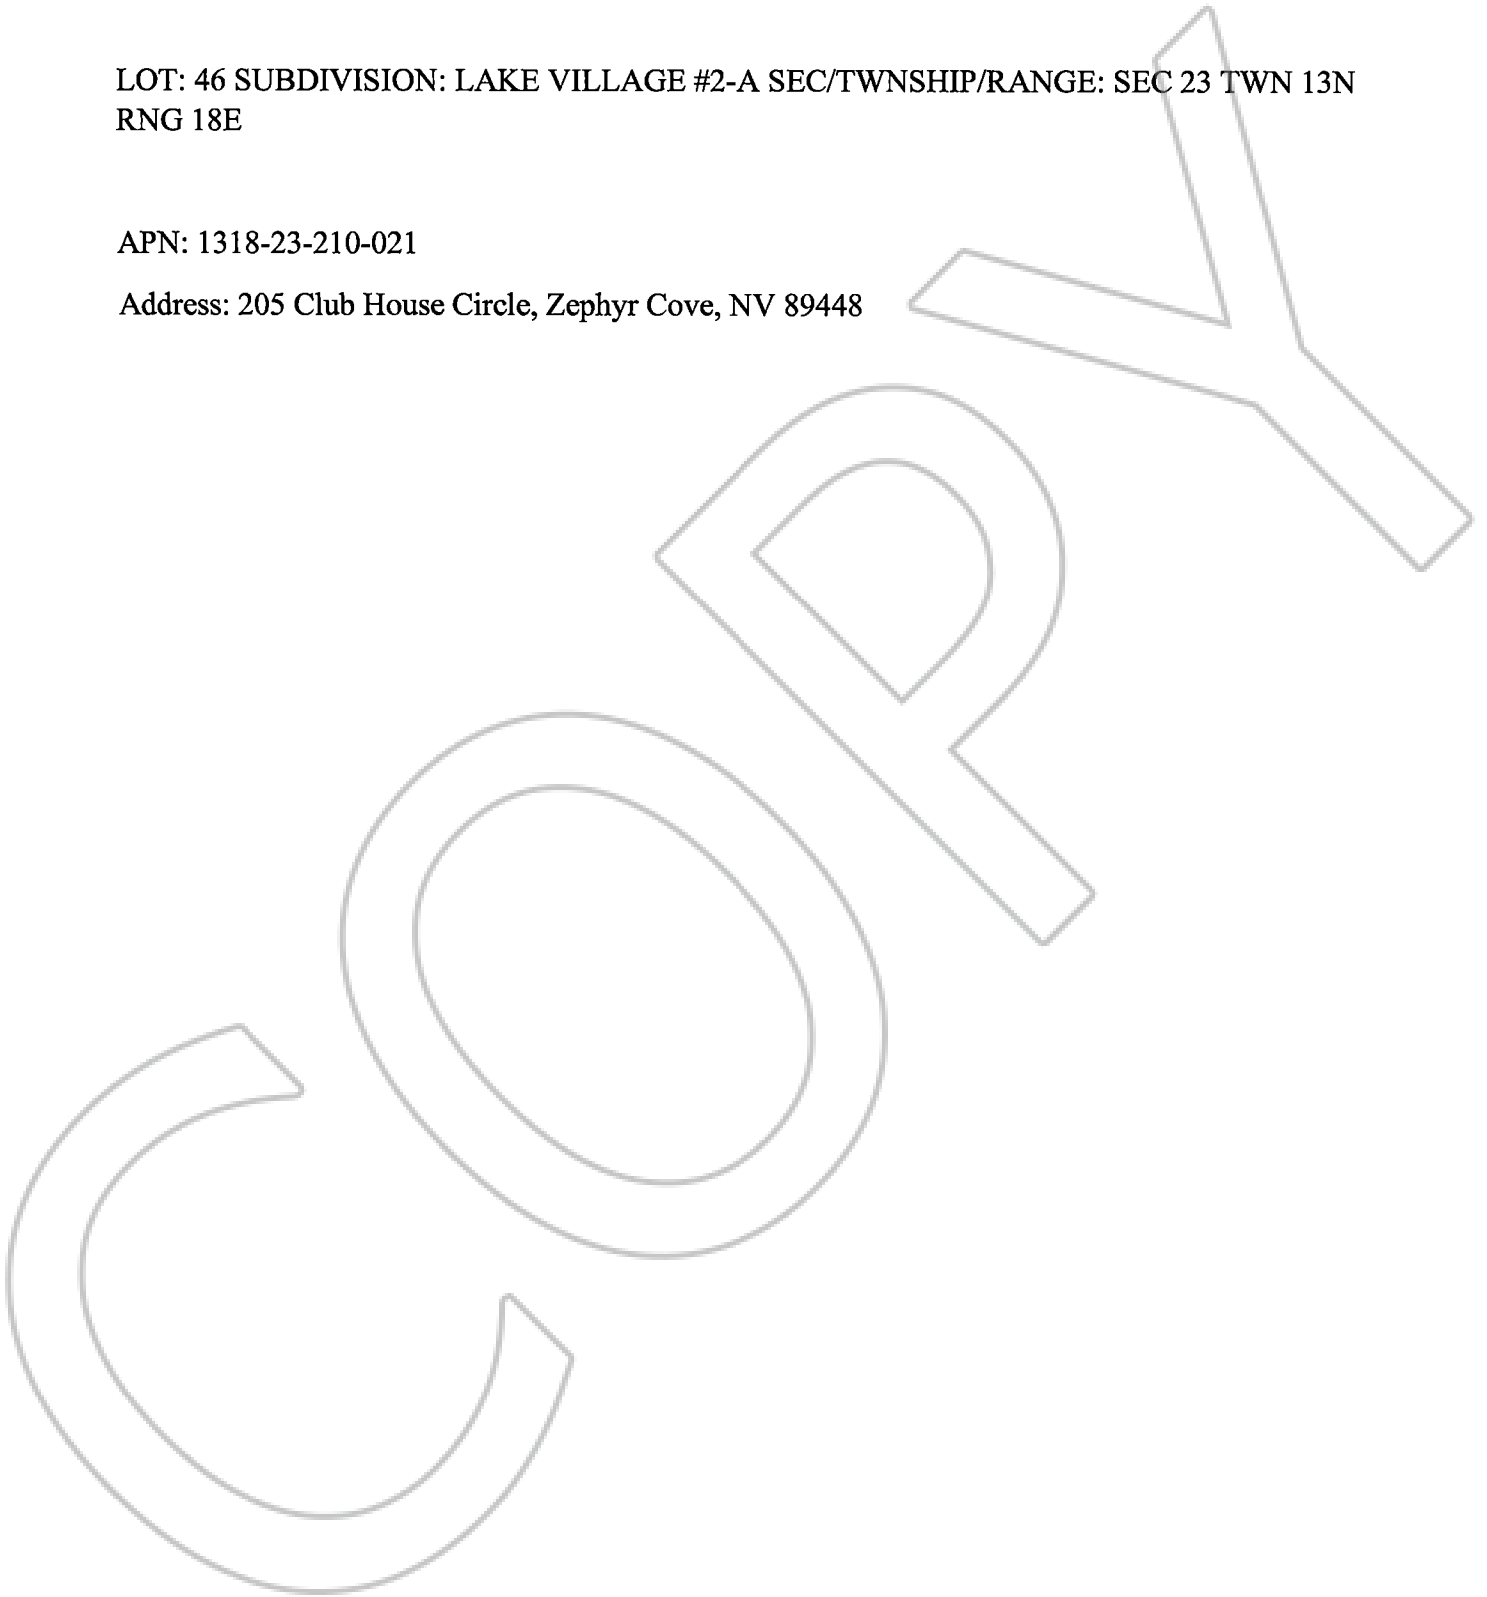 LOT: 46 SUBDIVISION: LAKE VILLAGE #2-A SEC/TWNSHIP/RANGE: SEC 23 TWN 13N
RNG 18E
APN: 1318-23-210-021
Address: 205 Club House Circle, Zephyr Cove, NV 89448
COPY